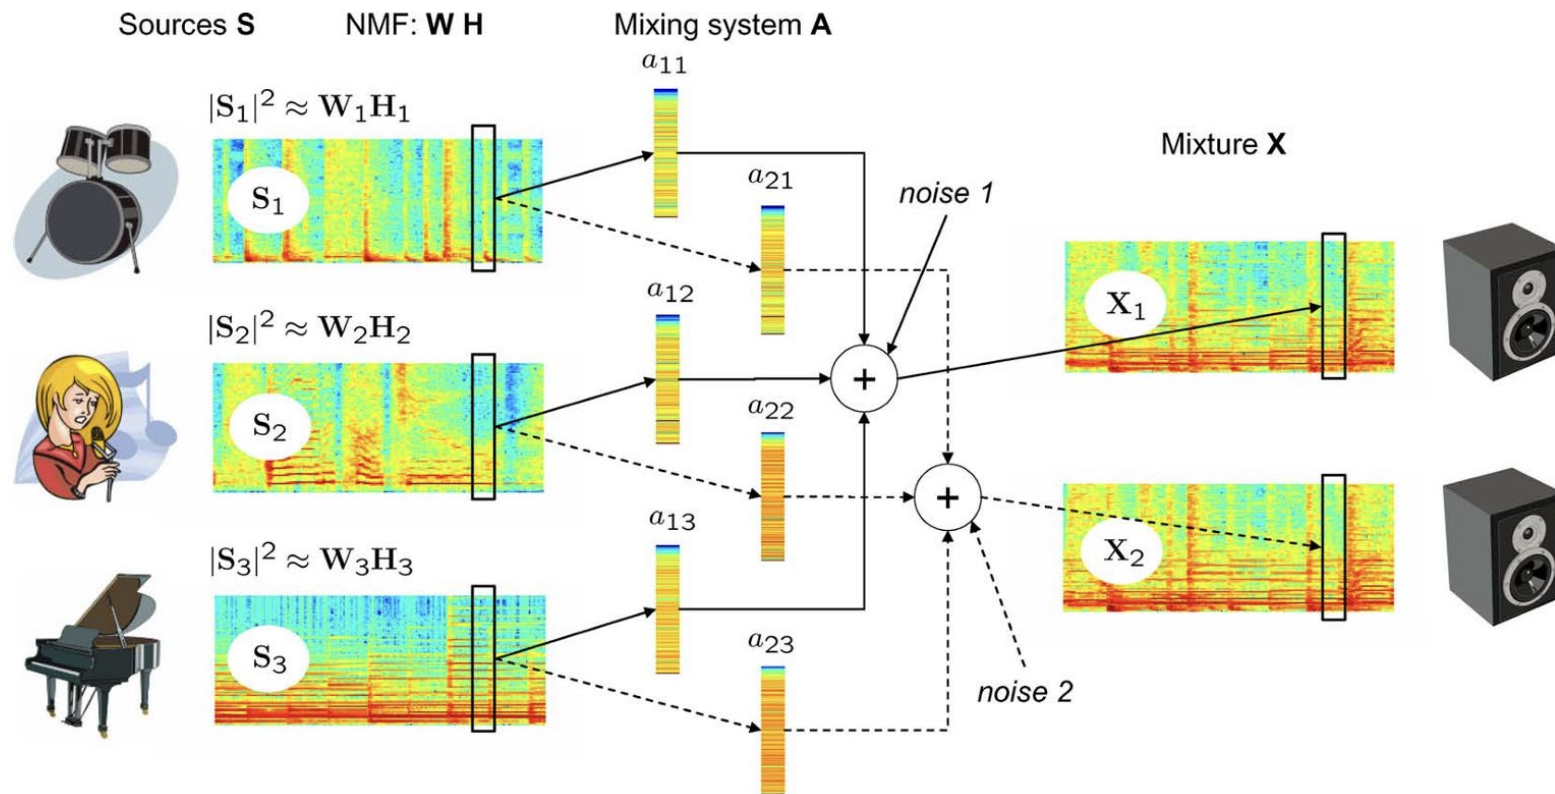 Sources S
NMF: W H
Mixing system A
a₁₁
|S₁|² ≈ W₁H₁
Mixture X
S₁
a₂₁
noise 1
a₁₂
X₁
|S₂|² ≈ W₂H₂
+
S₂
a₂₂
+
a₁₃
X₂
|S₃|² ≈ W₃H₃
S₃
a₂₃
noise 2